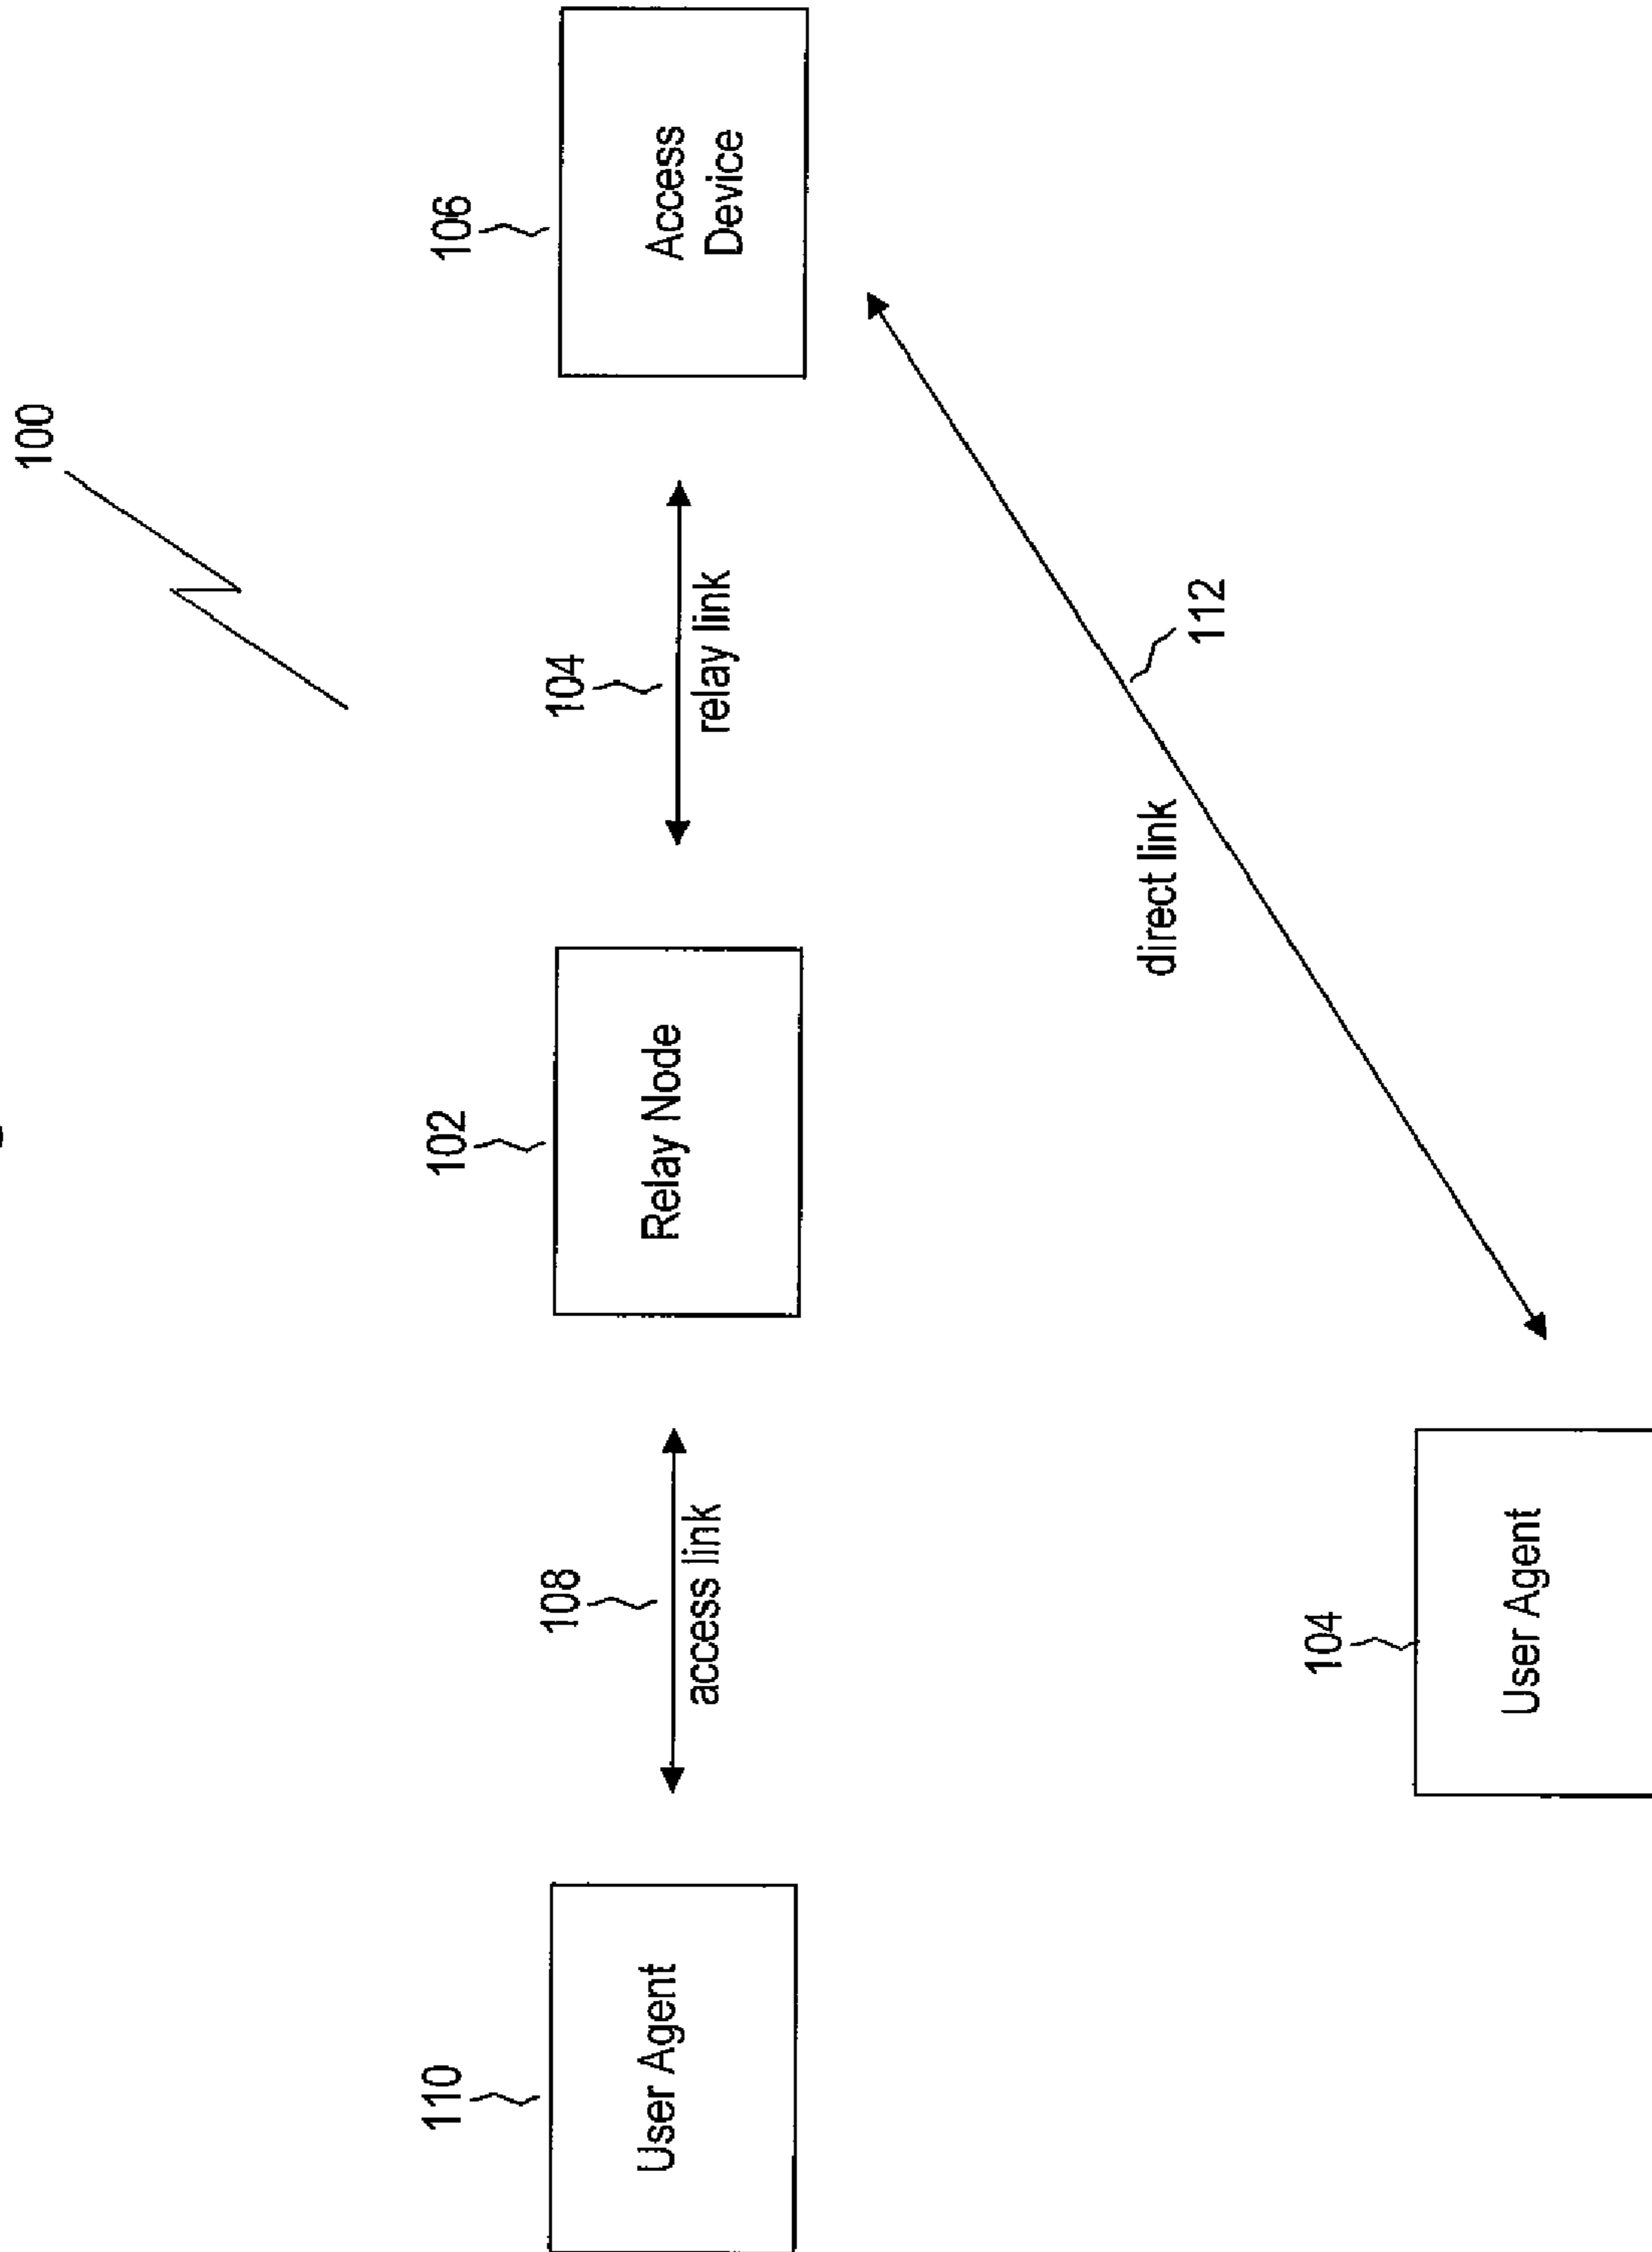 100
110
102
106
108
104
User Agent
access link
Relay Node
relay link
Access
Device
direct link
112
104
User Agent